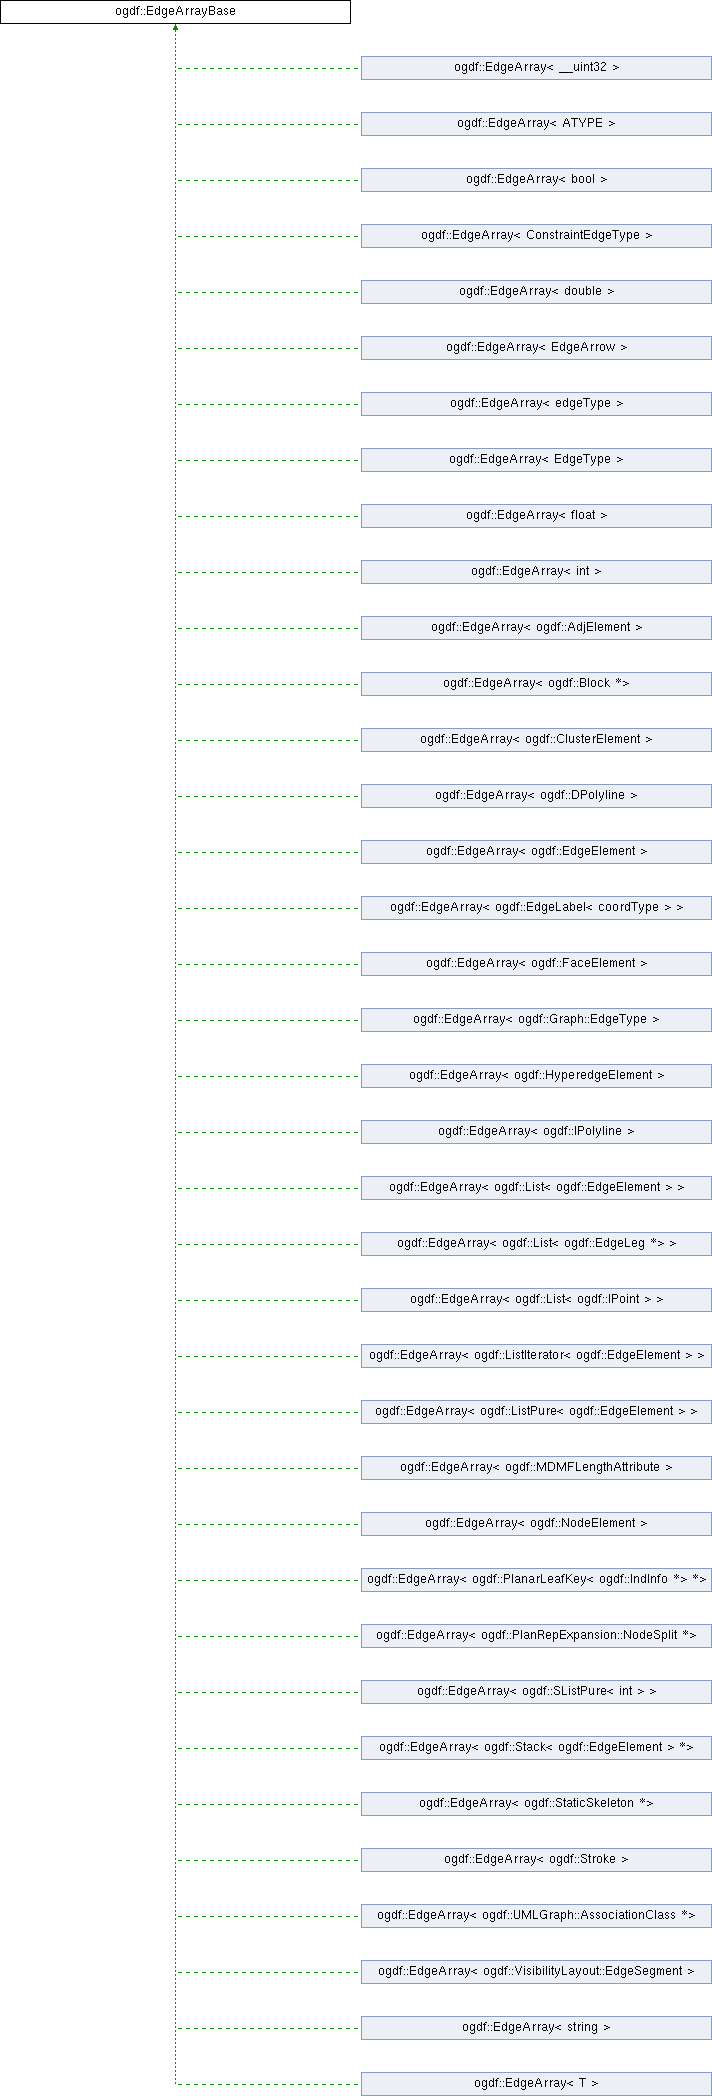 ogdf::EdgeArrayBase
ogdf::EdgeArray< __uint32 >
ogdf::EdgeArray< ATYPE >
ogdf::EdgeArray< bool >
ogdf::EdgeArray< ConstraintEdgeType >
ogdf::EdgeArray< double >
ogdf::EdgeArray< EdgeArrow >
ogdf::EdgeArray< edgeType >
ogdf::EdgeArray< EdgeType >
ogdf::EdgeArray< float >
ogdf::EdgeArray< int >
ogdf::EdgeArray< ogdf::AdjElement >
ogdf::EdgeArray< ogdf::Block *>
ogdf::EdgeArray< ogdf::ClusterElement >
ogdf::EdgeArray< ogdf::DPolyline >
ogdf::EdgeArray< ogdf::EdgeElement >
ogdf::EdgeArray< ogdf::EdgeLabel< coordType > >
ogdf::EdgeArray< ogdf::FaceElement >
ogdf::EdgeArray< ogdf::Graph::EdgeType >
ogdf::EdgeArray< ogdf::HyperedgeElement >
ogdf::EdgeArray< ogdf::IPolyline >
ogdf::EdgeArray< ogdf::List< ogdf::EdgeElement > >
ogdf::EdgeArray< ogdf::List< ogdf::EdgeLeg *> >
ogdf::EdgeArray< ogdf::List< ogdf::IPoint > >
ogdf::EdgeArray< ogdf::ListIterator< ogdf::EdgeElement > >
ogdf::EdgeArray< ogdf::ListPure< ogdf::EdgeElement > >
ogdf::EdgeArray< ogdf::MDMFLengthAttribute >
ogdf::EdgeArray< ogdf::NodeElement >
ogdf::EdgeArray< ogdf::PlanarLeafKey< ogdf::IndInfo *> *>
ogdf::EdgeArray< ogdf::PlanRepExpansion::NodeSplit *>
ogdf::EdgeArray< ogdf::SListPure< int > >
ogdf::EdgeArray< ogdf::Stack< ogdf::EdgeElement > *>
ogdf::EdgeArray< ogdf::StaticSkeleton *>
ogdf::EdgeArray< ogdf::Stroke >
ogdf::EdgeArray< ogdf::UMLGraph::AssociationClass *>
ogdf::EdgeArray< ogdf::VisibilityLayout::EdgeSegment >
ogdf::EdgeArray< string >
ogdf::EdgeArray< T >